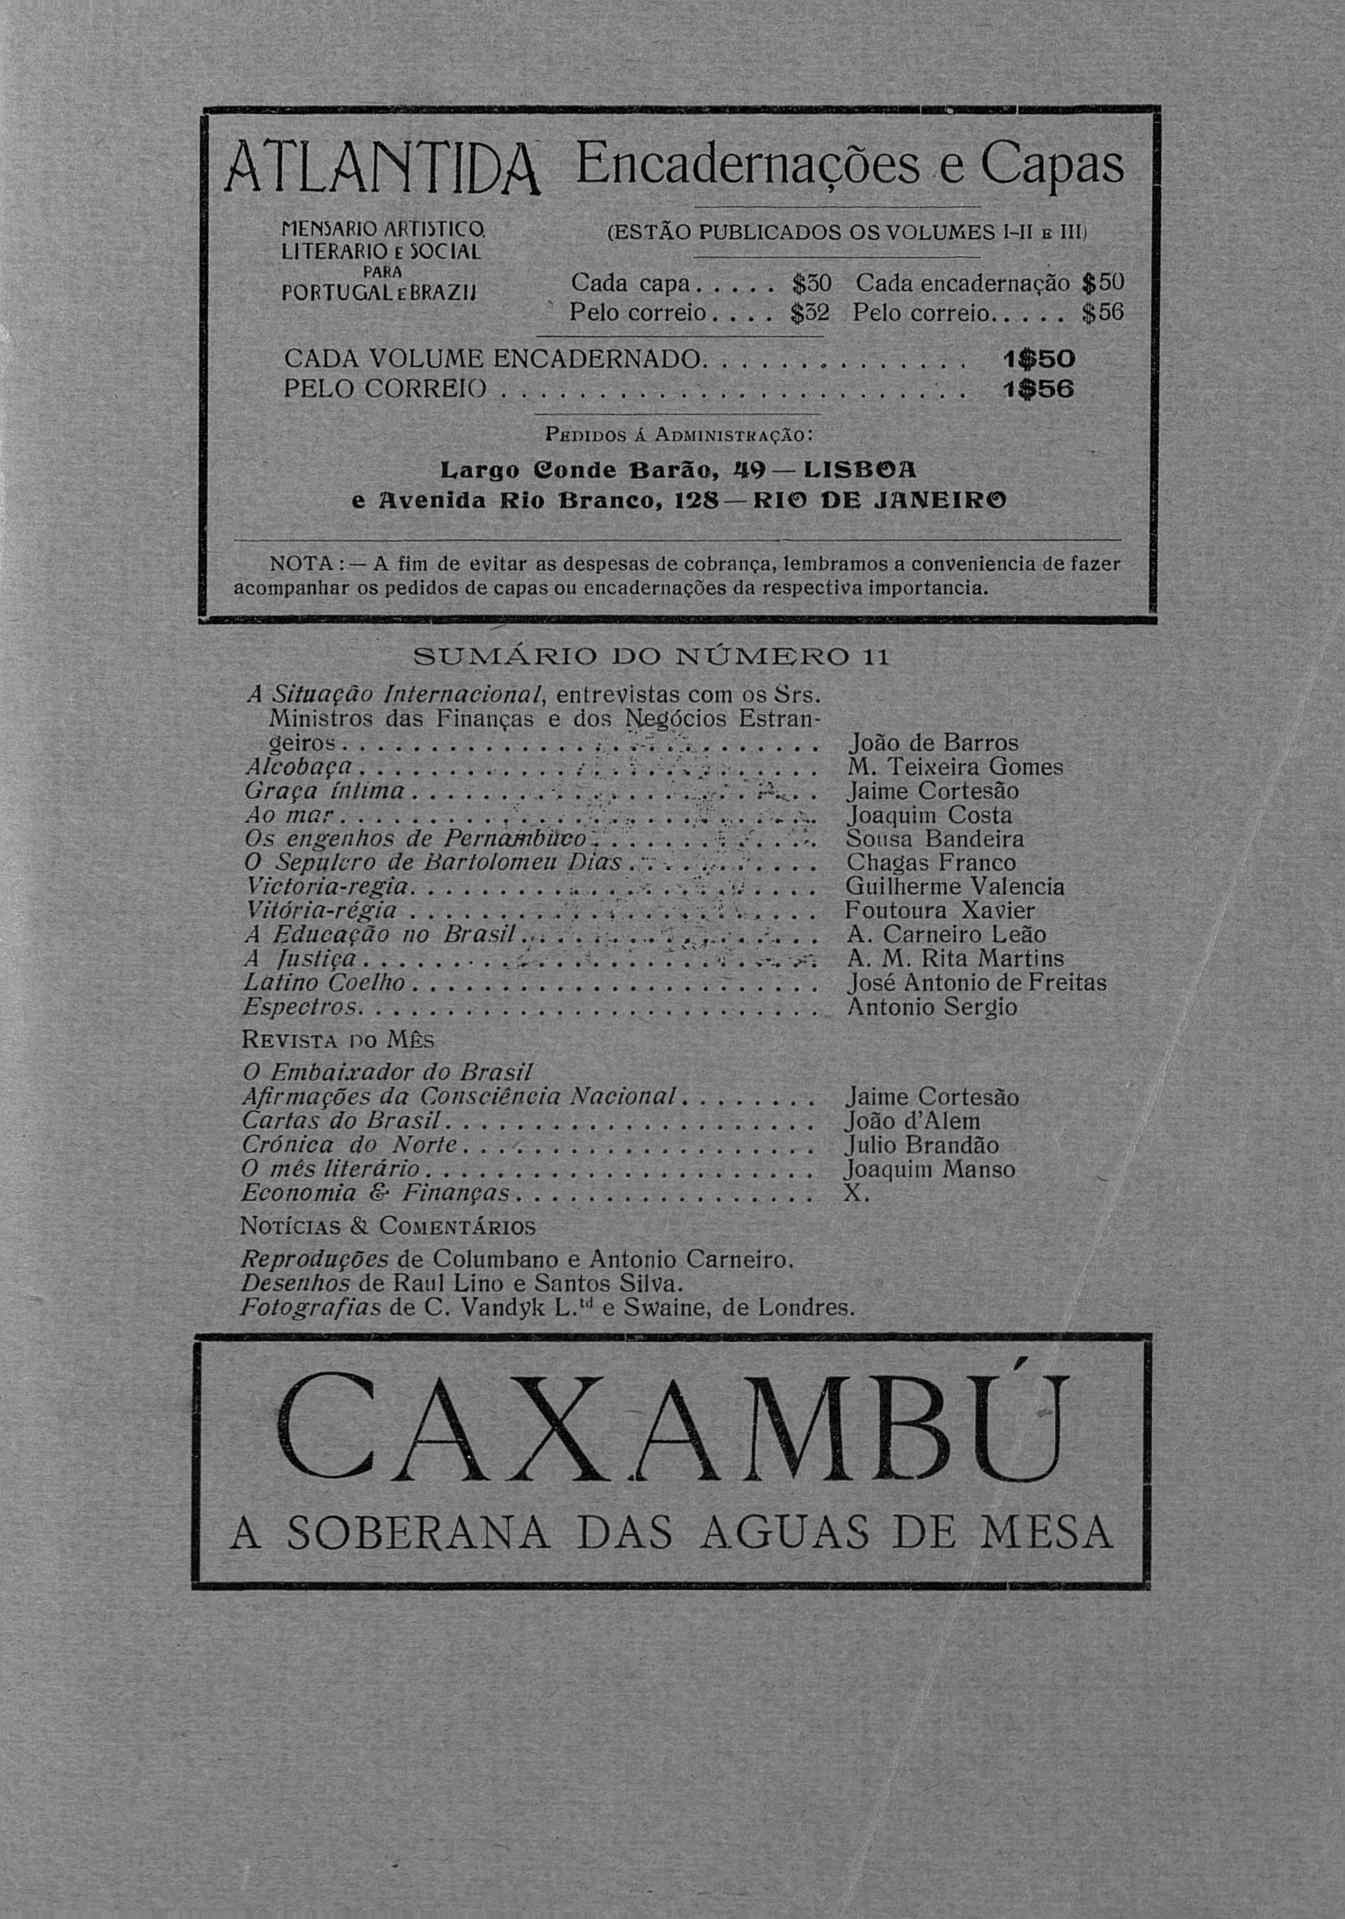 ATLANTIDA
MENSARIO ARTISTICO,
LITERARIO E SOCIAL
PARA
PORTUGAL E BRAZIL
Encadernações e Capas
(ESTÃO PUBLICADOS OS VOLUMES I-II E III)
Cada capa..... $30 Cada encadernação $50
Pelo correio.... $32 Pelo correio..... $56
CADA VOLUME ENCADERNADO.............. 1$50
PELO CORREIO........................ 1$56
PEDIDOS Á ADMINISTRAÇÃO:
Largo Conde Barão, 49 — LISBOA
e Avenida Rio Branco, 128 — RIO DE JANEIRO
NOTA: — A fim de evitar as despesas de cobrança, lembramos a conveniencia de fazer
acompanhar os pedidos de capas ou encadernações da respectiva importancia.
SUMÁRIO DO NÚMERO 11
A Situação Internacional, entrevistas com os Srs.
Ministros das Finanças e dos Negócios Estran-
geiros........................ João de Barros
Alcobaça........................ M. Teixeira Gomes
Graça íntima........................ Jaime Cortesão
Ao mar........................ Joaquim Costa
Os engenhos de Pernambuco............ Sousa Bandeira
O Sepulcro de Bartolomeu Dias............ Chagas Franco
Victoria-regia........................ Guilherme Valencia
Vitória-régia........................ Foutoura Xavier
A Educação no Brasil................ A. Carneiro Leão
A Justiça........................ A. M. Rita Martins
Latino Coelho........................ José Antonio de Freitas
Espectros........................ Antonio Sergio
REVISTA DO MÊS
O Embaixador do Brasil
Afirmações da Consciência Nacional........ Jaime Cortesão
Cartas do Brasil..................... João d'Alem
Crónica do Norte.................... Julio Brandão
O mês literário..................... Joaquim Manso
Economia & Finanças................ X.
NOTÍCIAS & COMENTÁRIOS
Reproduções de Columbano e Antonio Carneiro.
Desenhos de Raul Lino e Santos Silva.
Fotografias de C. Vandyk L.td e Swaine, de Londres.
CAXAMBÚ
A SOBERANA DAS AGUAS DE MESA